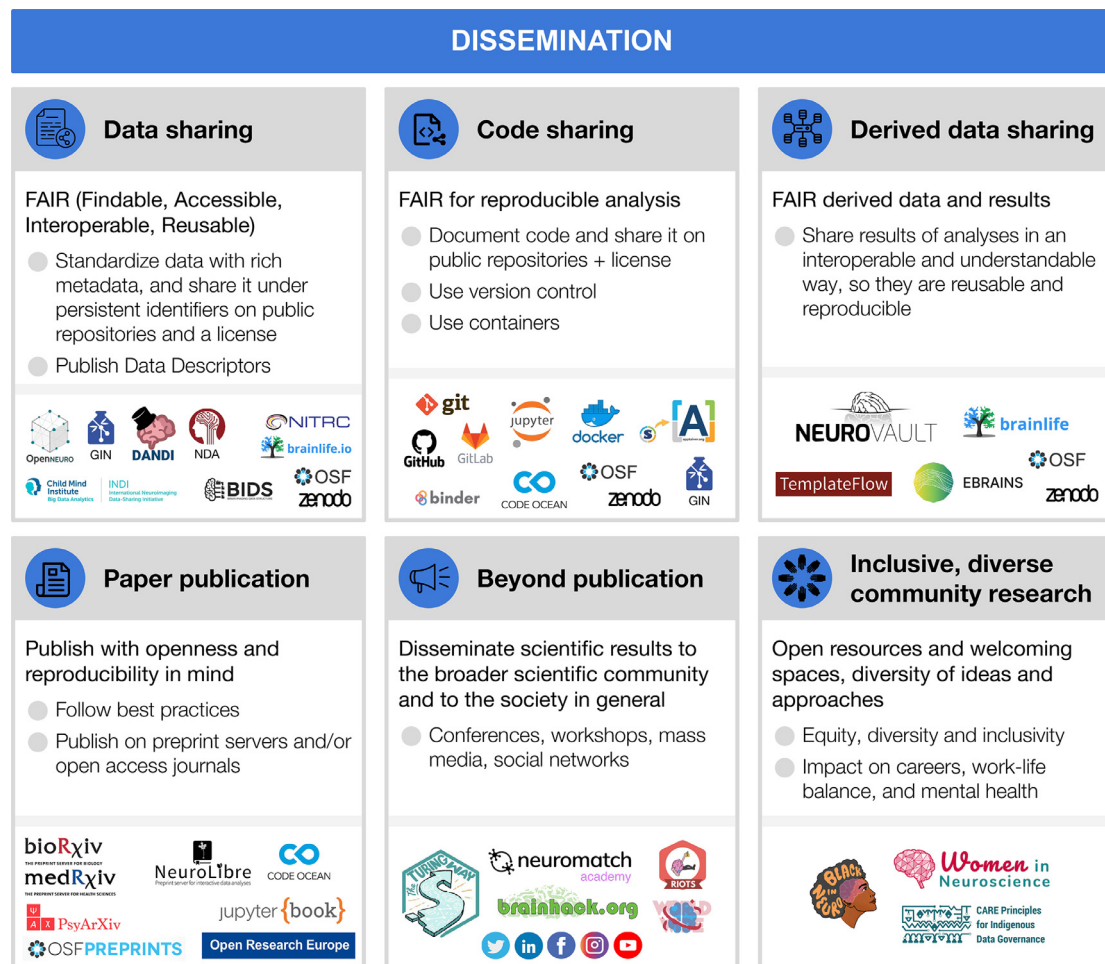 DISSEMINATION
Data sharing
FAIR (Findable, Accessible,
Interoperable, Reusable)
Standardize data with rich
metadata, and share it under
persistent identifiers on public
repositories and a license
Publish Data Descriptors
OPENNEURO
GIN
DANDI
NDA
NITRC
brainlife.io
Child Mind
Institute
Big Data Analytics
INDI
International Neuroimaging
Data-Sharing Initiative
BIDS
OSF
zenodo
Code sharing
FAIR for reproducible analysis
Document code and share it on
public repositories + license
Use version control
Use containers
git
GitHub
GitLab
jupyter
docker
S
[A]
binder
CODE OCEAN
OSF
zenodo
GIN
Derived data sharing
FAIR derived data and results
Share results of analyses in an
interoperable and understandable
way, so they are reusable and
reproducible
NEUROVAULT
brainlife
TemplateFlow
EBRAINS
OSF
zenodo
Paper publication
Publish with openness and
reproducibility in mind
Follow best practices
Publish on preprint servers and/or
open access journals
bioRxiv
THE PREPRINT SERVER FOR BIOLOGY
medRxiv
THE PREPRINT SERVER FOR HEALTH SCIENCES
NeuroLibre
Preprint server for interactive data analyses
CODE OCEAN
Ψ
A X
PsyArXiv
jupyter {book}
OSFPREPRINTS
Open Research Europe
Beyond publication
Disseminate scientific results to
the broader scientific community
and to the society in general
Conferences, workshops, mass
media, social networks
THE TURING WAY
neuromatch
academy
RIOTS
brainhack.org
in
f
Inclusive, diverse
community research
Open resources and welcoming
spaces, diversity of ideas and
approaches
Equity, diversity and inclusivity
Impact on careers, work-life
balance, and mental health
BLACK
IN
NEURO
Women in
Neuroscience
CARE Principles
for Indigenous
Data Governance